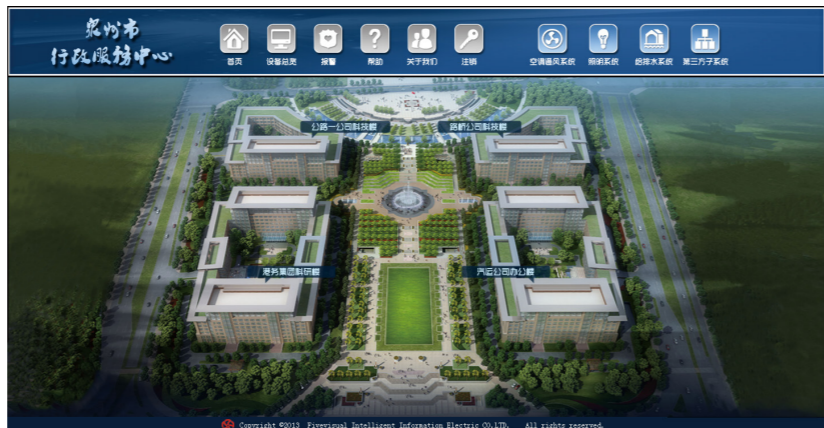 泉州市
行政服务中心
首页 设备总览 报警 帮助 关于我们 注销 空调通风系统 照明系统 给排水系统 第三方子系统
公路一公司科技楼 路桥公司科技楼
港务集团科研楼 汽运公司办公楼
Copyright ©2013 Fivevisual Intelligent Information Electric CO.LTD. All rights reserved.